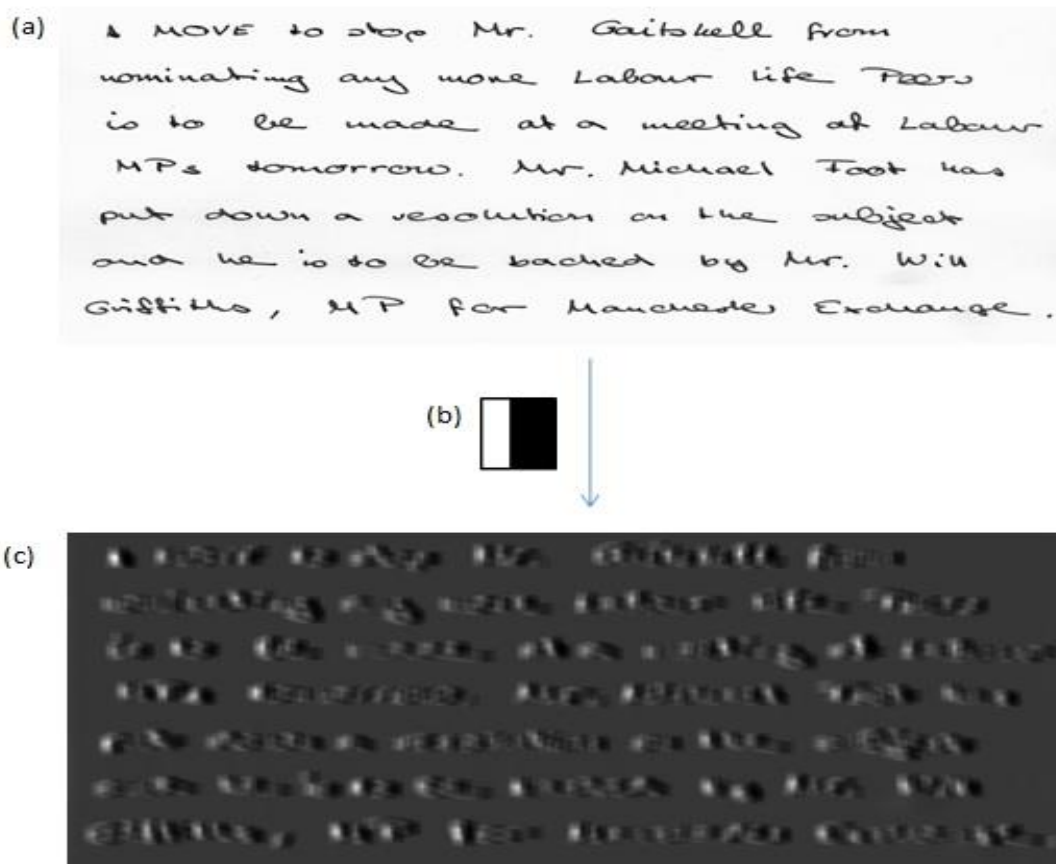 (a)
A MOVE to stop Mr. Gaitskell from
nominating any more Labour Life Peers
is to be made at a meeting of Labour
MPs tomorrow. Mr. Michael Foot has
put down a resolution on the subject
and he is to be backed by Mr. Will
Griffiths, MP for Manchester Exchange.
(b)
(c)